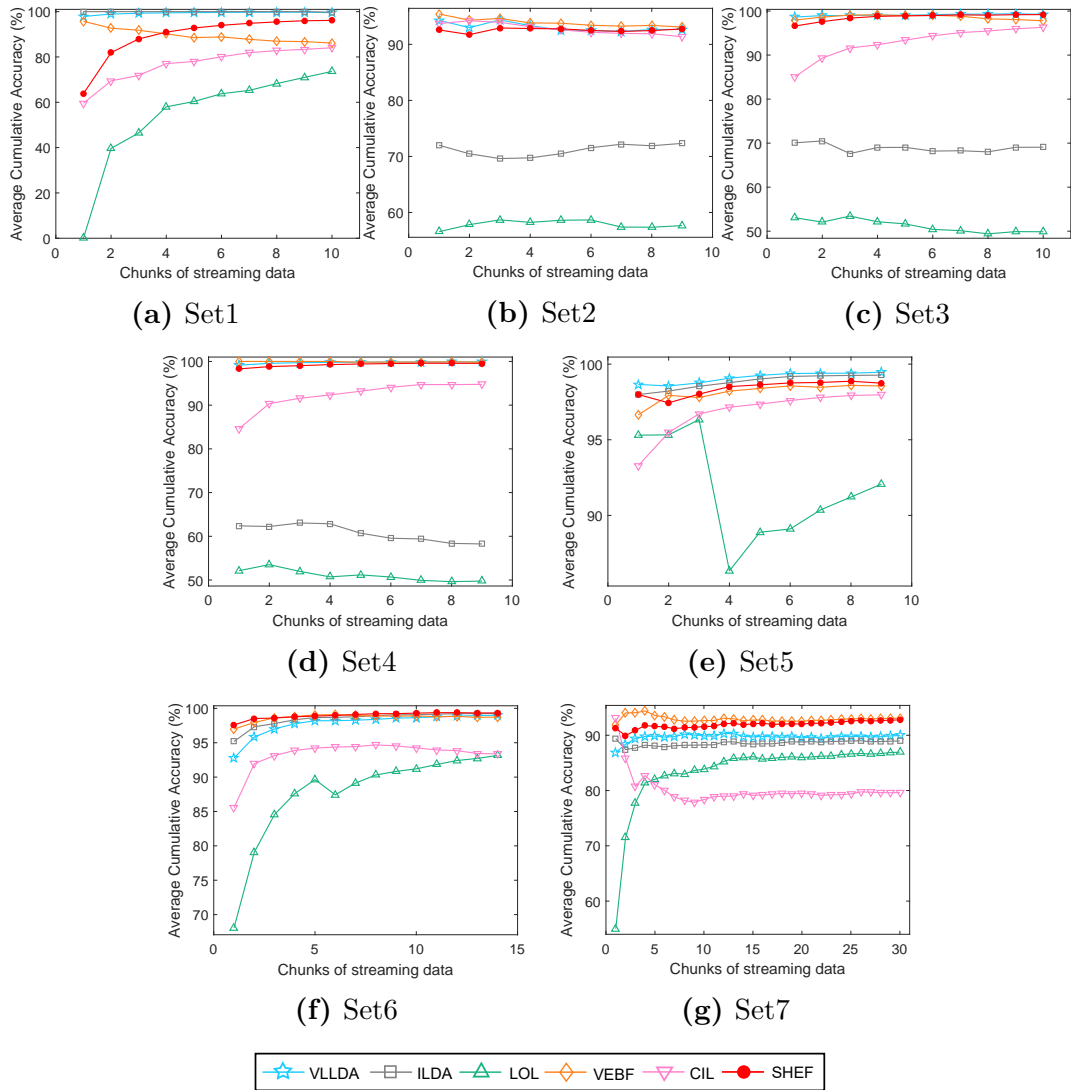 Average Cumulative Accuracy (%)
100
80
60
40
20
0
0 2 4 6 8 10
Chunks of streaming data
(a) Set1
Average Cumulative Accuracy (%)
90
80
70
60
0 2 4 6 8 10
Chunks of streaming data
(b) Set2
Average Cumulative Accuracy (%)
100
90
80
70
60
50
0 2 4 6 8 10
Chunks of streaming data
(c) Set3
Average Cumulative Accuracy (%)
100
90
80
70
60
50
0 2 4 6 8 10
Chunks of streaming data
(d) Set4
Average Cumulative Accuracy (%)
100
95
90
0 2 4 6 8 10
Chunks of streaming data
(e) Set5
Average Cumulative Accuracy (%)
100
95
90
85
80
75
70
0 5 10 15
Chunks of streaming data
(f) Set6
Average Cumulative Accuracy (%)
90
80
70
60
0 5 10 15 20 25 30
Chunks of streaming data
(g) Set7
VLLDA ILDA LOL VEBF CIL SHEF